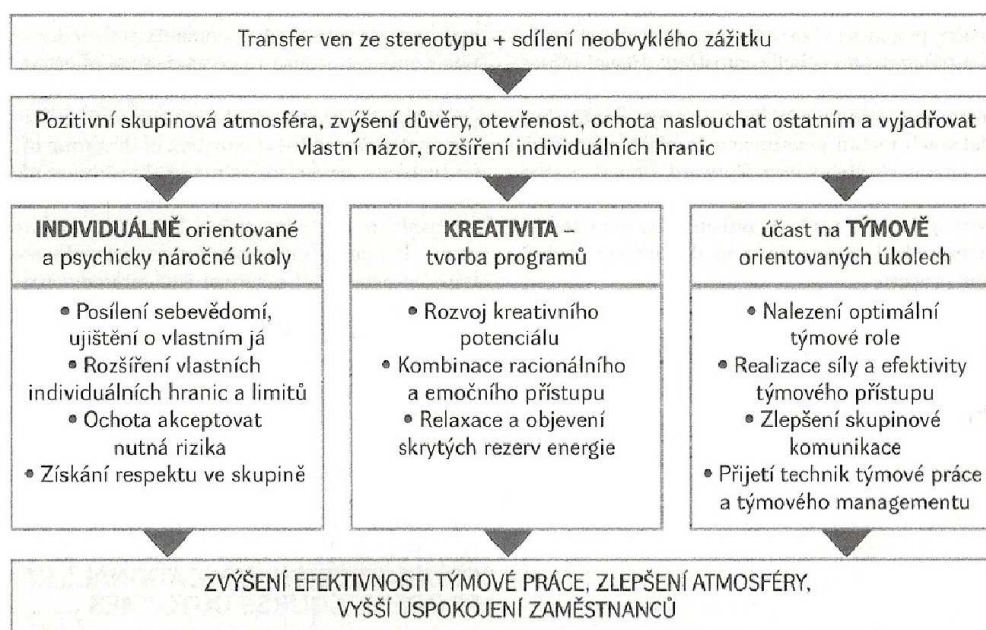 Transfer ven ze stereotypu + sdílení neobvyklého zážitku
Pozitivní skupinová atmosféra, zvýšení důvěry, otevřenost, ochota naslouchat ostatním a vyjadřovat
vlastní názor, rozšíření individuálních hranic
INDIVIDUÁLNĚ orientované
a psychicky náročné úkoly
• Posílení sebevědomí,
ujištění o vlastním já
• Rozšíření vlastních
individuálních hranic a limitů
• Ochota akceptovat
nutná rizika
• Získání respektu ve skupině
KREATIVITA –
tvorba programů
• Rozvoj kreativního
potenciálu
• Kombinace racionálního
a emočního přístupu
• Relaxace a objevení
skrytých rezerv energie
účast na TÝMOVĚ
orientovaných úkolech
• Nalezení optimální
týmové role
• Realizace síly a efektivity
týmového přístupu
• Zlepšení skupinové
komunikace
• Přijetí technik týmové práce
a týmového managementu
ZVÝŠENÍ EFEKTIVNOSTI TÝMOVÉ PRÁCE, ZLEPŠENÍ ATMOSFÉRY,
VYŠŠÍ USPOKOJENÍ ZAMĚSTNANCŮ